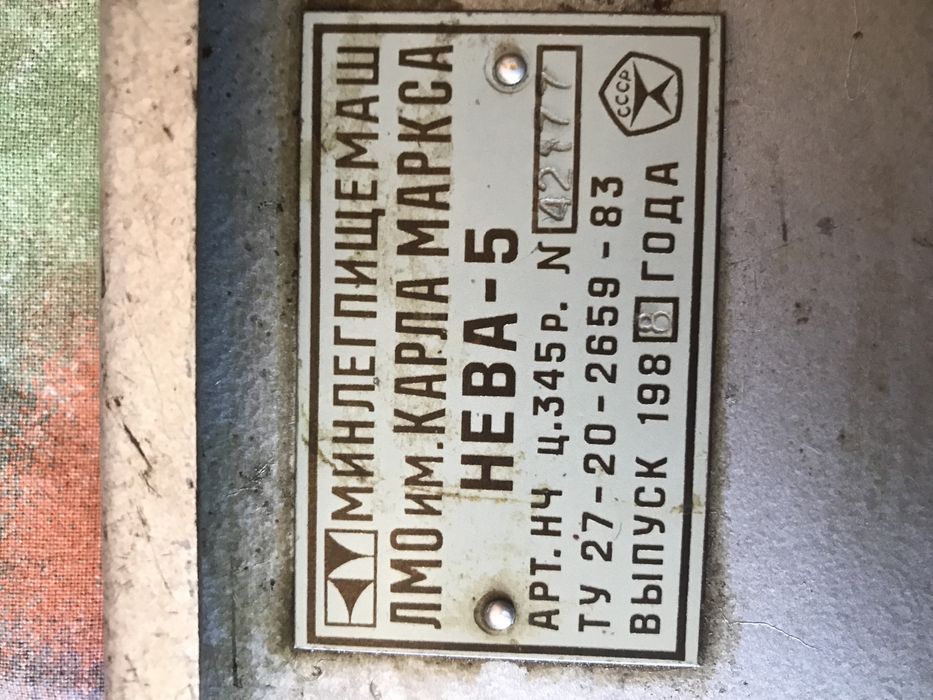 МИНЛЕГПИЩЕМАШ
ЛМО им. КАРЛА МАРКСА
НЕВА-5
АРТ. НЧ ц.345р. N 42877
ТУ 27-20-2659-83
ВЫПУСК 1988 ГОДА
СССР